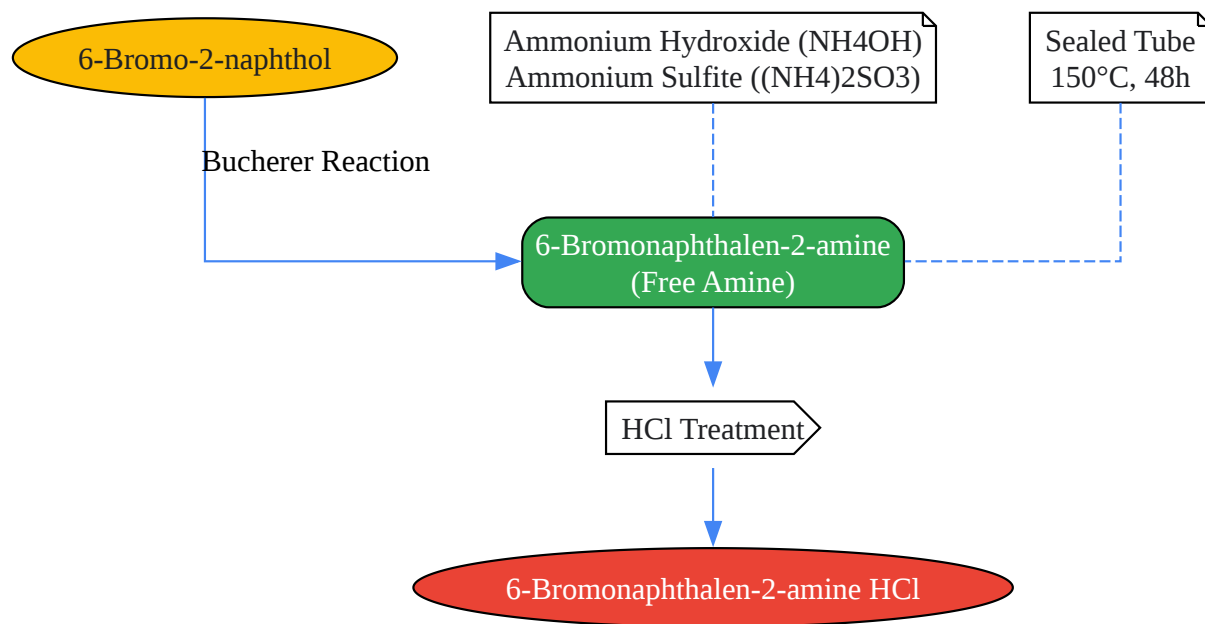 6-Bromo-2-naphthol
Ammonium Hydroxide (NH4OH)
Ammonium Sulfite ((NH4)2SO3)
Sealed Tube
150°C, 48h
Bucherer Reaction
6-Bromonaphthalen-2-amine
(Free Amine)
HCl Treatment
6-Bromonaphthalen-2-amine HCl